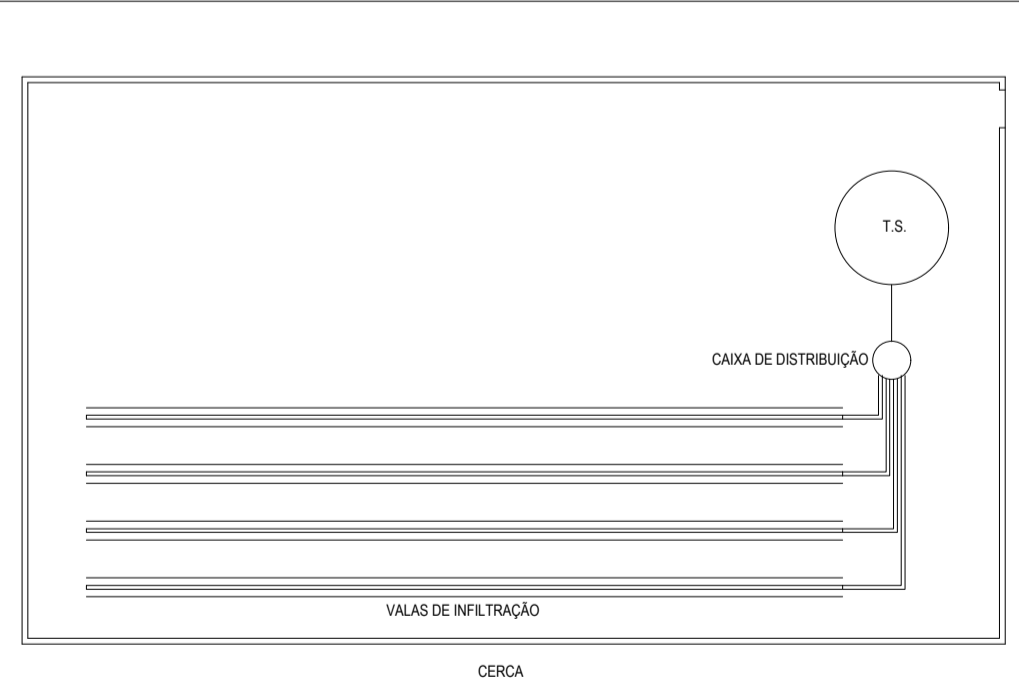 T.S.
CAIXA DE DISTRIBUIÇÃO
VALAS DE INFILTRAÇÃO
CERCA